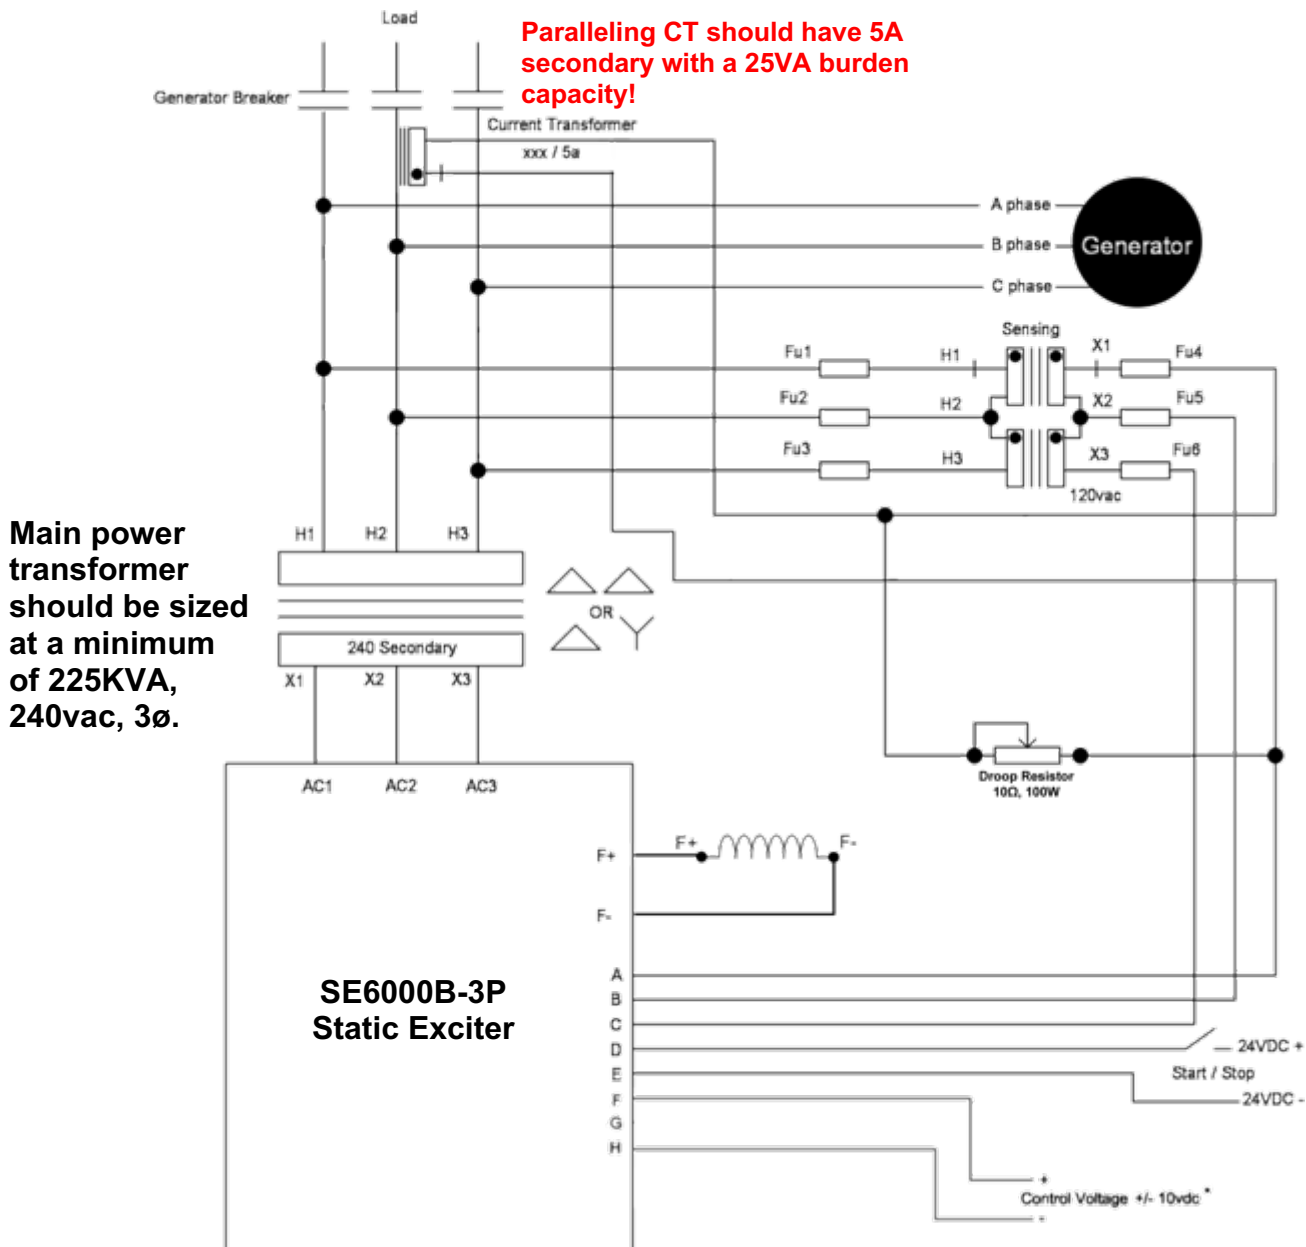 Load
Paralleling CT should have 5A
secondary with a 25VA burden
capacity!
Generator Breaker
Current Transformer
xxx / 5a
A phase
B phase
Generator
C phase
Sensing
Fu1
H1
X1
Fu4
Fu2
H2
X2
Fu5
Fu3
H3
X3
Fu6
120vac
Main power
transformer
should be sized
at a minimum
of 225KVA,
240vac, 3ø.
H1
H2
H3
OR
240 Secondary
X1
X2
X3
AC1
AC2
AC3
Droop Resistor
10Ω, 100W
F+
F+
F-
F-
SE6000B-3P
Static Exciter
A
B
C
D
E
F
G
H
24VDC +
Start / Stop
24VDC -
+
Control Voltage +/- 10vdc *
-